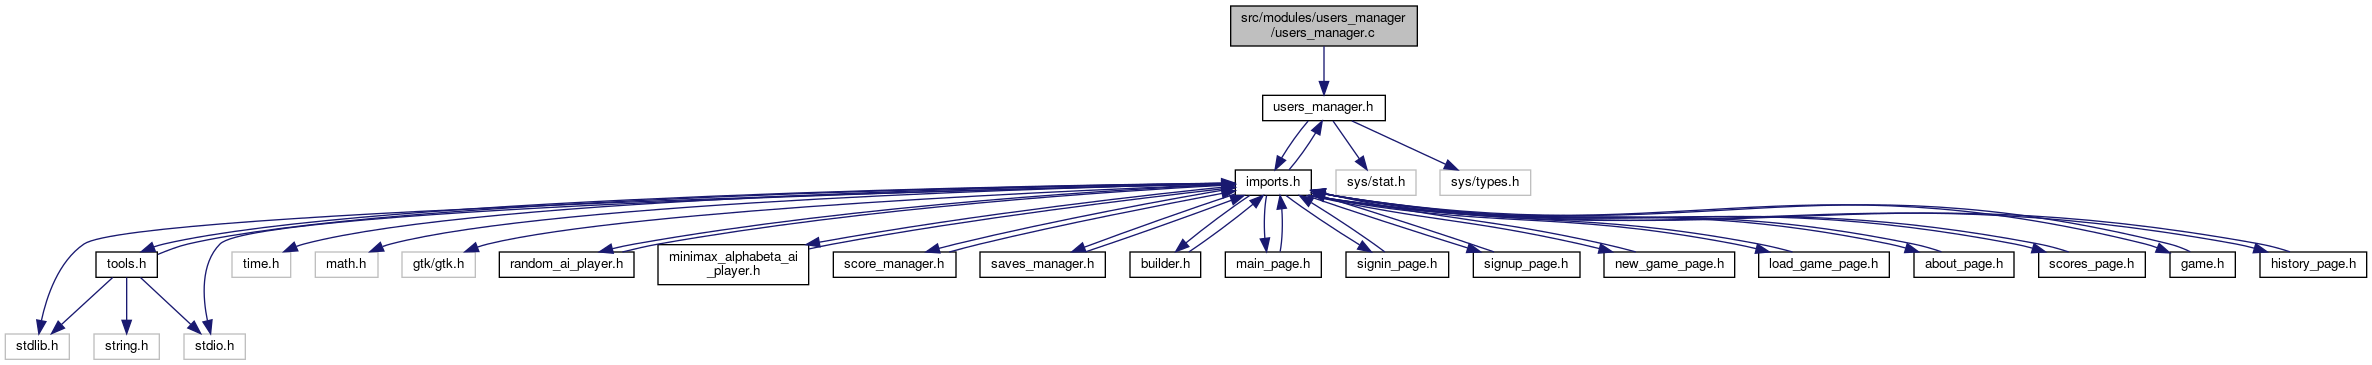 src/modules/users_manager
/users_manager.c
users_manager.h
imports.h
sys/stat.h
sys/types.h
tools.h
time.h
math.h
gtk/gtk.h
random_ai_player.h
minimax_alphabeta_ai
_player.h
score_manager.h
saves_manager.h
builder.h
main_page.h
signin_page.h
signup_page.h
new_game_page.h
load_game_page.h
about_page.h
scores_page.h
game.h
history_page.h
stdlib.h
string.h
stdio.h